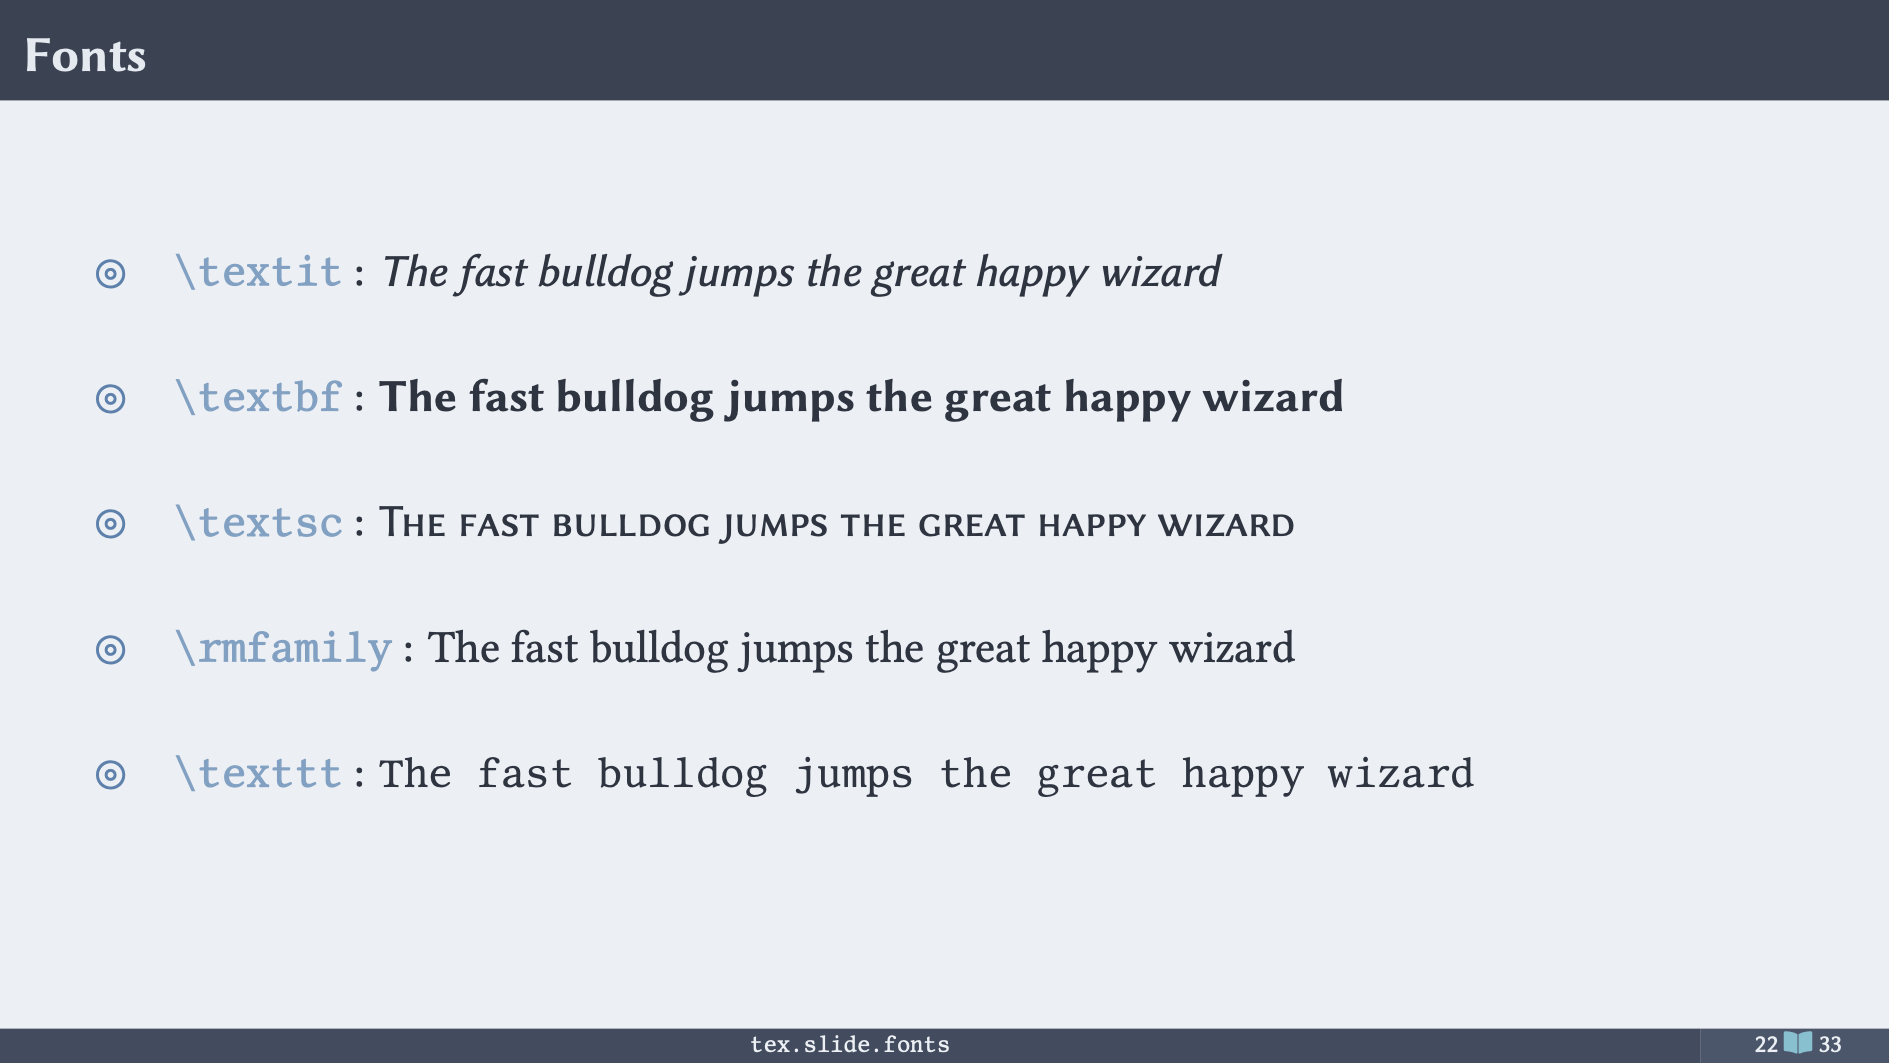 Fonts
\textit : The fast bulldog jumps the great happy wizard
\textbf : The fast bulldog jumps the great happy wizard
\textsc : The fast bulldog jumps the great happy wizard
\rmfamily : The fast bulldog jumps the great happy wizard
\texttt : The fast bulldog jumps the great happy wizard
tex.slide.fonts
22 33